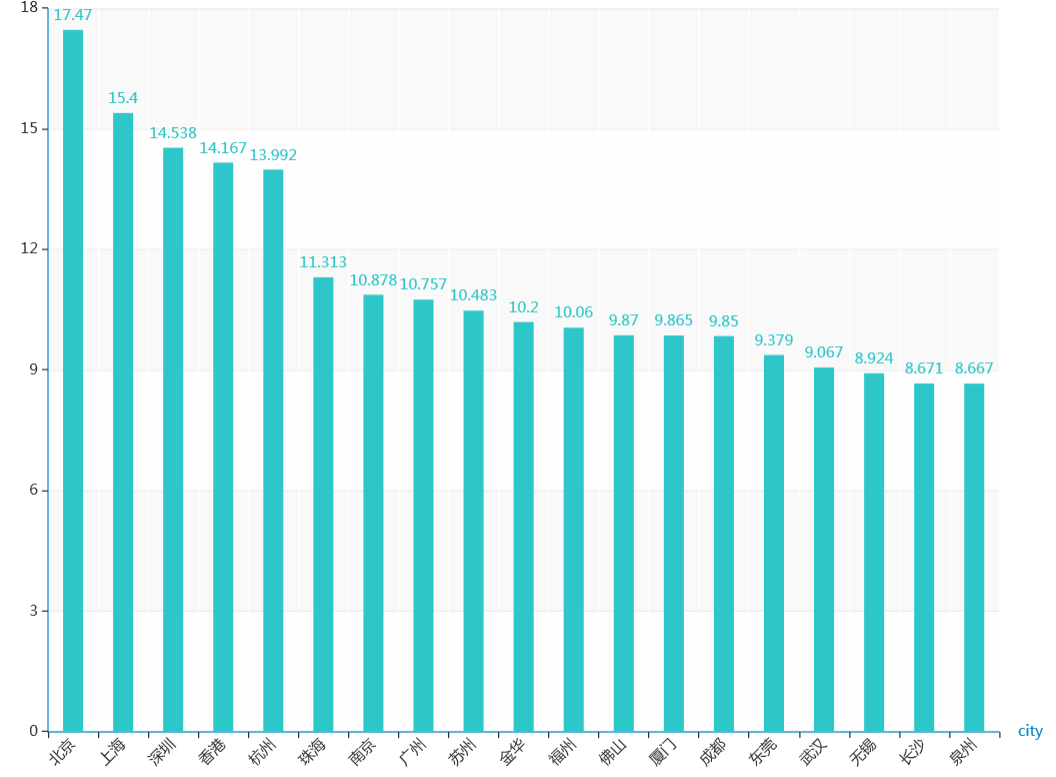 18
15
12
9
6
3
0
17.47
15.4
14.538
14.167
13.992
11.313
10.878
10.757
10.483
10.2
10.06
9.87
9.865
9.85
9.379
9.067
8.924
8.671
8.667
北京
上海
深圳
香港
杭州
珠海
南京
广州
苏州
金华
福州
佛山
厦门
成都
东莞
武汉
无锡
长沙
泉州
city